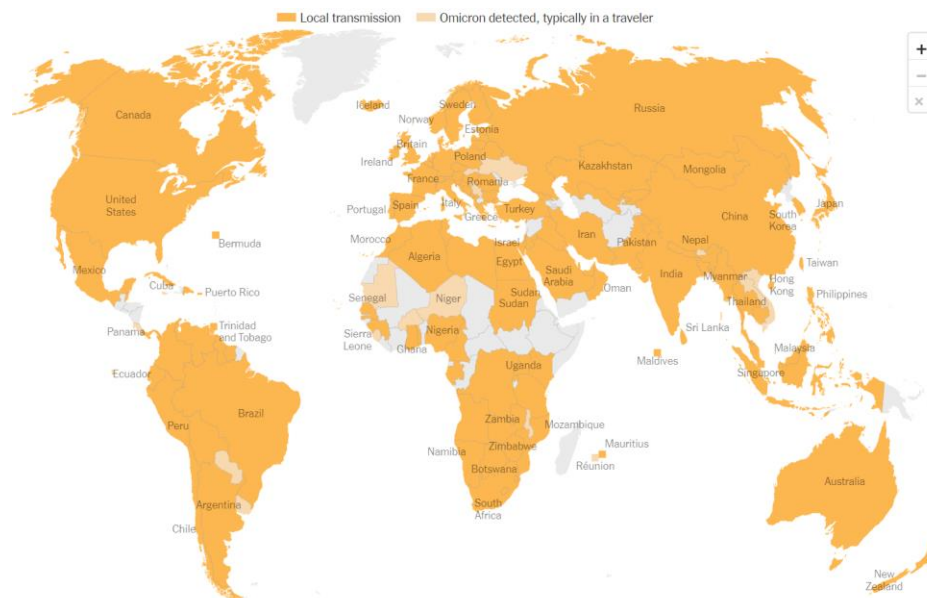 Local transmission
Omicron detected, typically in a traveler
+
−
×
Canada
United
States
Mexico
Bermuda
Cuba
Puerto Rico
Panama
Trinidad
and Tobago
Ecuador
Peru
Brazil
Argentina
Chile
Iceland
Norway
Sweden
Estonia
Britain
Ireland
Poland
France
Romania
Portugal
Spain
Italy
Greece
Turkey
Russia
Kazakhstan
Mongolia
China
South
Korea
Japan
Morocco
Algeria
Israel
Egypt
Iran
Pakistan
Nepal
Saudi
Arabia
Oman
India
Myanmar
Hong
Kong
Taiwan
Thailand
Philippines
Senegal
Niger
Sudan
Sudan
Sierra
Leone
Ghana
Nigeria
Uganda
Sri Lanka
Maldives
Malaysia
Singapore
Zambia
Mozambique
Zimbabwe
Namibia
Botswana
Mauritius
Réunion
South
Africa
Australia
New
Zealand